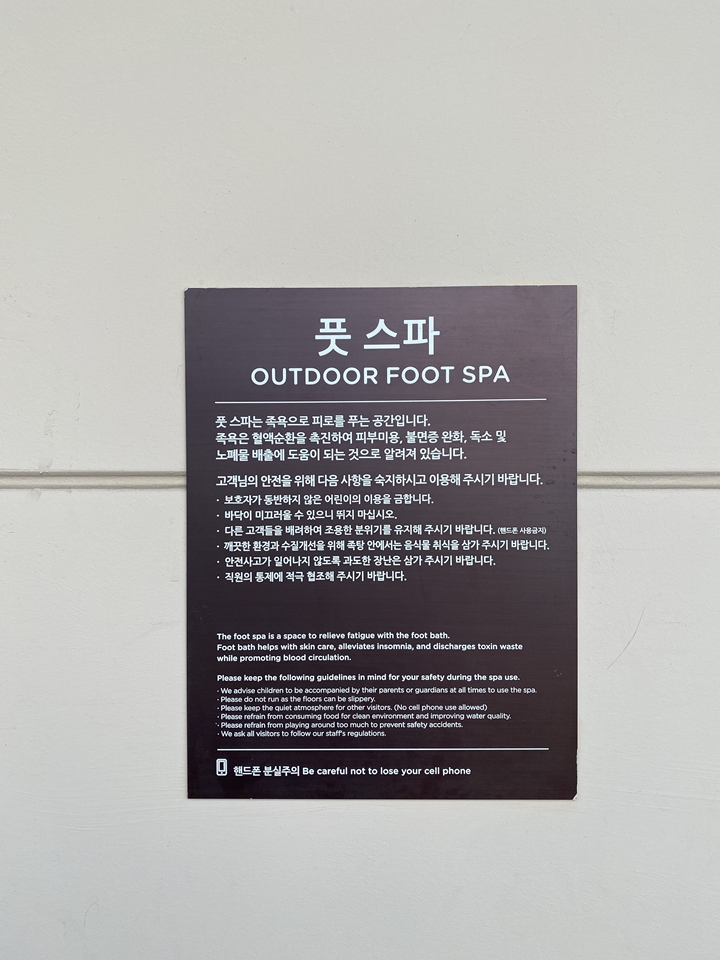 풋 스파
OUTDOOR FOOT SPA
풋 스파는 족욕으로 피로를 푸는 공간입니다.
족욕은 혈액순환을 촉진하여 피부미용, 불면증 완화, 독소 및
노폐물 배출에 도움이 되는 것으로 알려져 있습니다.
고객님의 안전을 위해 다음 사항을 숙지하시고 이용해 주시기 바랍니다.
· 보호자가 동반하지 않은 어린이의 이용을 금합니다.
· 바닥이 미끄러울 수 있으니 뛰지 마십시오.
· 다른 고객들을 배려하여 조용한 분위기를 유지해 주시기 바랍니다. (핸드폰 사용금지)
· 깨끗한 환경과 수질개선을 위해 족탕 안에서는 음식물 취식을 삼가 주시기 바랍니다.
· 안전사고가 일어나지 않도록 과도한 장난은 삼가 주시기 바랍니다.
· 직원의 통제에 적극 협조해 주시기 바랍니다.
The foot spa is a space to relieve fatigue with the foot bath.
Foot bath helps with skin care, alleviates insomnia, and discharges toxin waste
while promoting blood circulation.
Please keep the following guidelines in mind for your safety during the spa use.
· We advise children to be accompanied by their parents or guardians at all times to use the spa.
· Please do not run as the floors can be slippery.
· Please keep the quiet atmosphere for other visitors. (No cell phone use allowed)
· Please refrain from consuming food for clean environment and improving water quality.
· Please refrain from playing around too much to prevent safety accidents.
· We ask all visitors to follow our staff's regulations.
핸드폰 분실주의 Be careful not to lose your cell phone